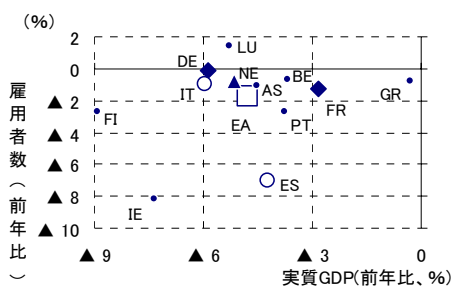 (%)
2
0
▲ 2
▲ 4
▲ 6
▲ 8
▲ 10
雇用者数(前年比)
LU
DE
NE
BE
AS
GR
IT
FR
FI
EA
PT
ES
IE
▲ 9
▲ 6
▲ 3
0
実質GDP(前年比、%)